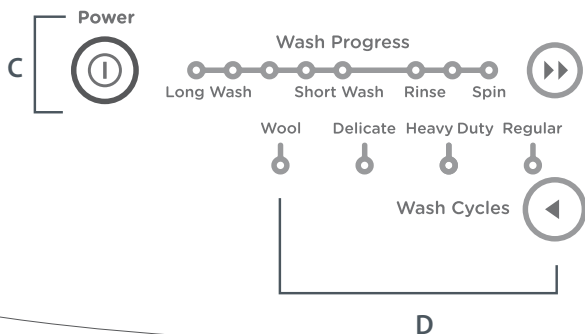 Power
C
Wash Progress
Long Wash Short Wash Rinse Spin
Wool Delicate Heavy Duty Regular
Wash Cycles
D